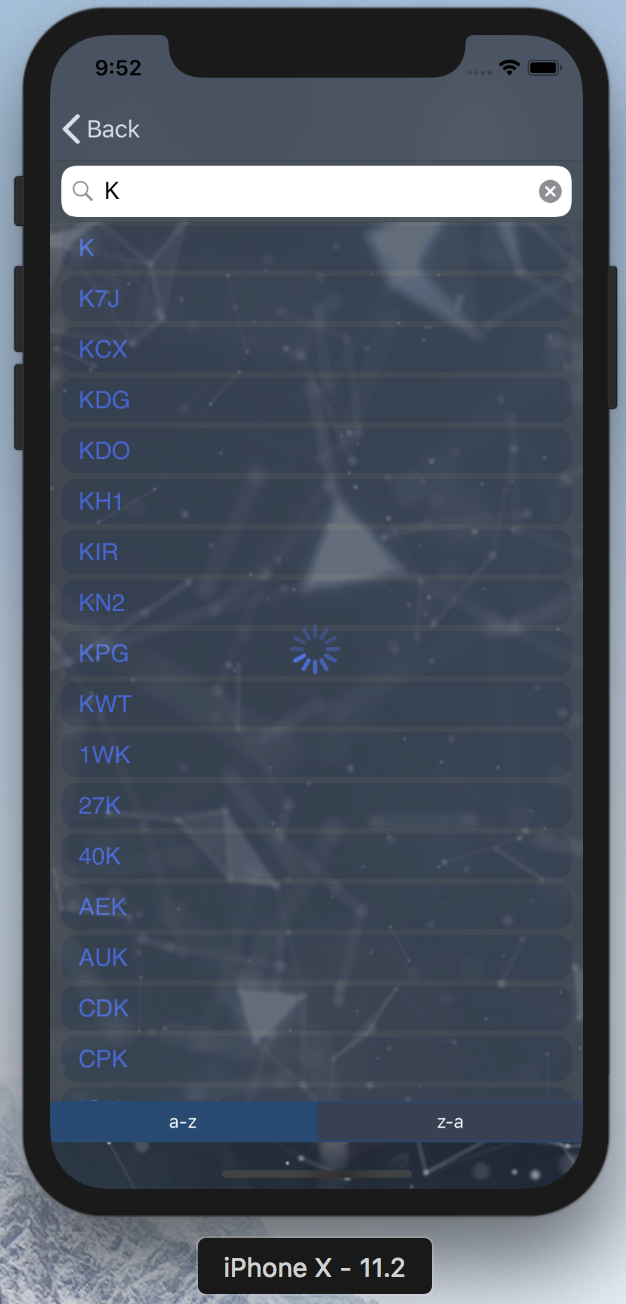 9:52
Back
K
K
K7J
KCX
KDG
KDO
KH1
KIR
KN2
KPG
KWT
1WK
27K
40K
AEK
AUK
CDK
CPK
a-z z-a
iPhone X - 11.2